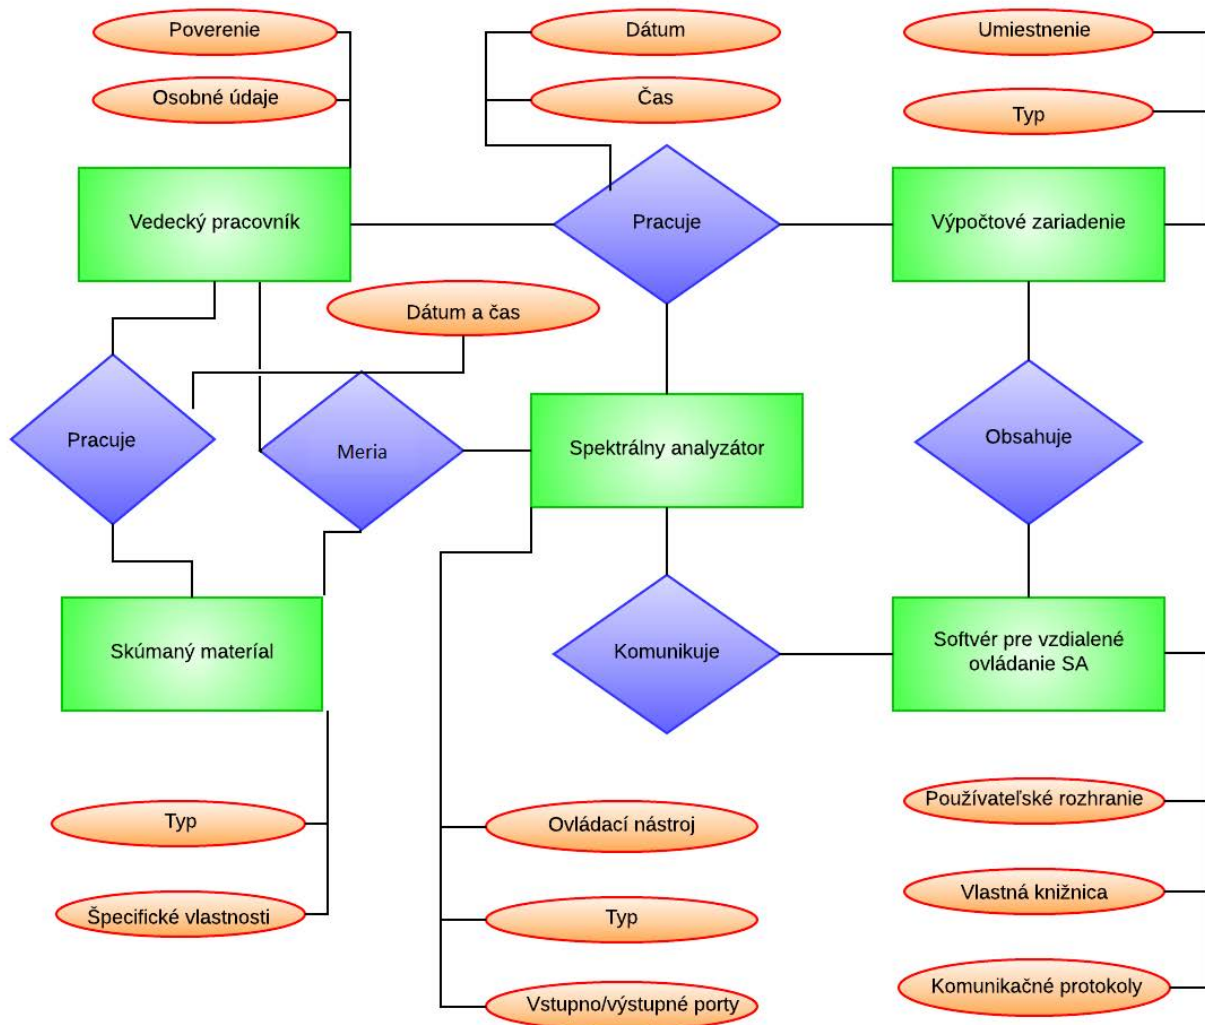 Poverenie
Dátum
Umiestnenie
Osobné údaje
Čas
Typ
Vedecký pracovník
Pracuje
Výpočtové zariadenie
Dátum a čas
Pracuje
Meria
Spektrálny analyzátor
Obsahuje
Skúmaný materíal
Komunikuje
Softvér pre vzdialené
ovládanie SA
Typ
Ovládací nástroj
Používateľské rozhranie
Špecifické vlastnosti
Typ
Vlastná knižnica
Vstupno/výstupné porty
Komunikačné protokoly